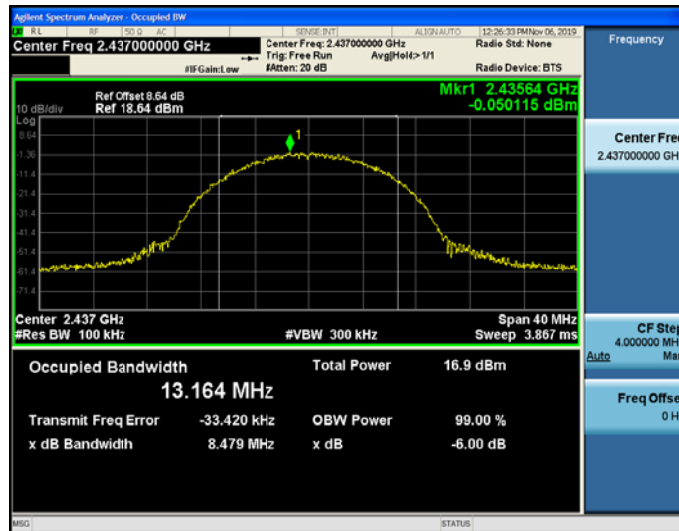 Agilent Spectrum Analyzer - Occupied BW
RL RF 50 Ω AC SENSE:INT ALIGN AUTO 12:26:33 PM Nov 06, 2019
Center Freq 2.437000000 GHz Center Freq: 2.437000000 GHz Radio Std: None Frequency
Trig: Free Run Avg|Hold:>1/1
#IFGain:Low #Atten: 20 dB Radio Device: BTS
Ref Offset 8.64 dB Mkr1 2.43564 GHz
10 dB/div Ref 18.64 dBm -0.050115 dBm
Log
8.64
1
-1.36
-11.4
-21.4
-31.4
-41.4
-51.4
-61.4
-71.4
Center Fre
2.437000000 GH
Center 2.437 GHz Span 40 MHz
#Res BW 100 kHz #VBW 300 kHz Sweep 3.867 ms
CF Step
4.000000 MH
Auto Ma
Occupied Bandwidth Total Power 16.9 dBm
13.164 MHz
Freq Offse
0 H
Transmit Freq Error -33.420 kHz OBW Power 99.00 %
x dB Bandwidth 8.479 MHz x dB -6.00 dB
MSG STATUS